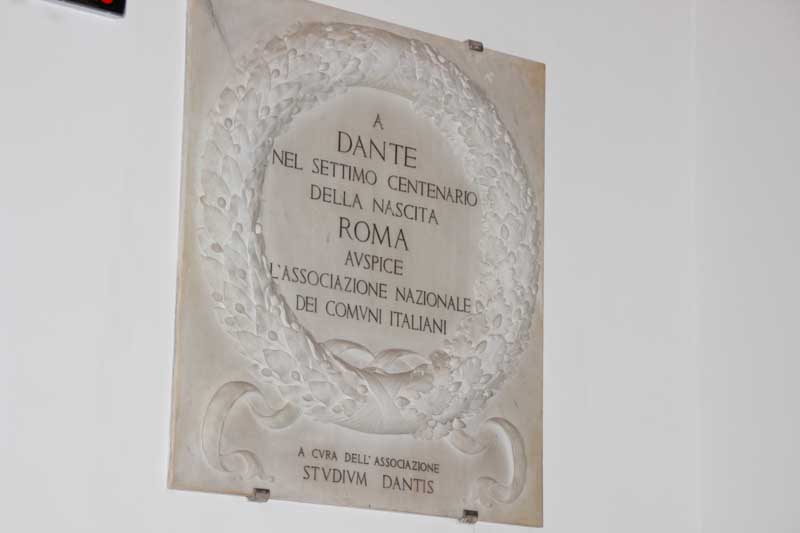 A
DANTE
NEL SETTIMO CENTENARIO
DELLA NASCITA
ROMA
AVSPICE
L'ASSOCIAZIONE NAZIONALE
DEI COMVNI ITALIANI
A CVRA DELL'ASSOCIAZIONE
STVDIVM DANTIS